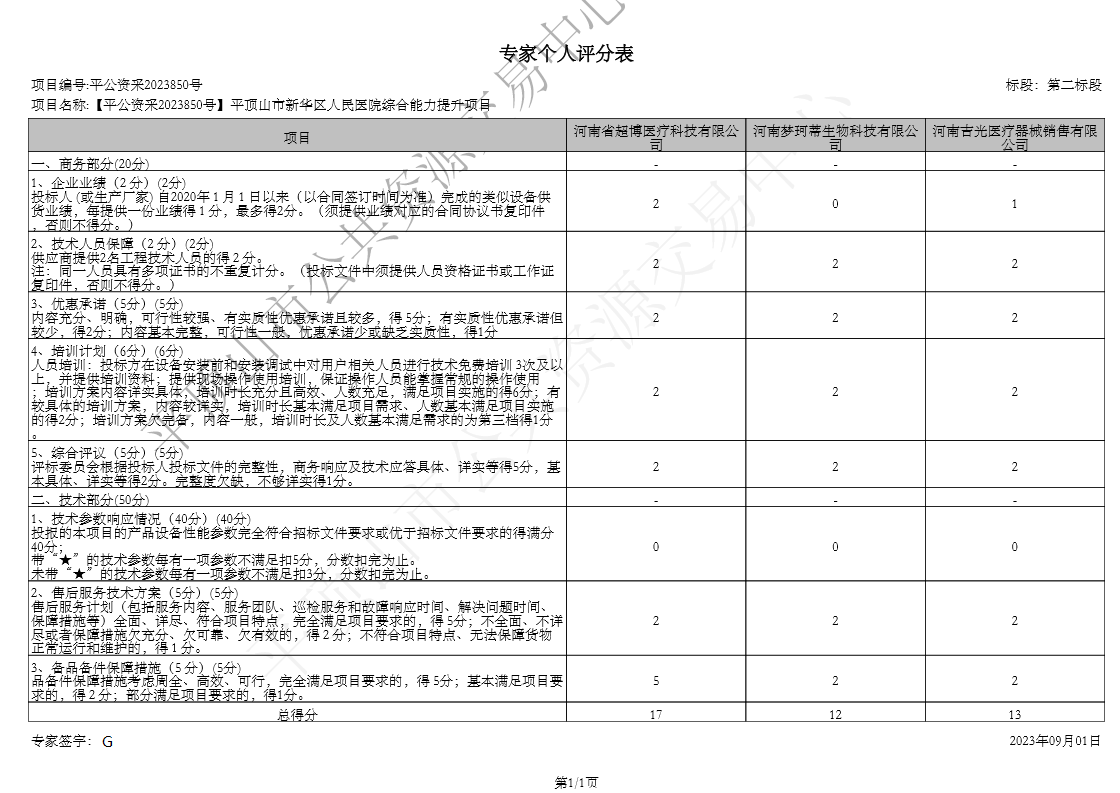 专家个人评分表
项目编号:平公资采2023850号
标段：第二标段
项目名称:【平公资采2023850号】平顶山市新华区人民医院综合能力提升项目
项目
河南省超博医疗科技有限公
司
河南梦珂蒂生物科技有限公
司
河南吉光医疗器械销售有限
公司
一、商务部分(20分)
-
-
-
1、企业业绩（2 分）(2分)
投标人 (或生产厂家) 自2020年 1 月 1 日以来（以合同签订时间为准）完成的类似设备供
货业绩，每提供一份业绩得 1 分，最多得2分。（须提供业绩对应的合同协议书复印件
，否则不得分。）
2
0
1
2、技术人员保障（2 分）(2分)
供应商提供2名工程技术人员的得 2 分。
注：同一人员具有多项证书的不重复计分。（投标文件中须提供人员资格证书或工作证
复印件，否则不得分。）
2
2
2
3、优惠承诺（5分）(5分)
内容充分、明确，可行性较强、有实质性优惠承诺且较多，得 5分；有实质性优惠承诺但
较少，得2分；内容基本完整，可行性一般、优惠承诺少或缺乏实质性，得1分
2
2
2
4、培训计划（6分）(6分)
人员培训：投标方在设备安装前和安装调试中对用户相关人员进行技术免费培训 3次及以
上，并提供培训资料；提供现场操作使用培训，保证操作人员能掌握常规的操作使用
；培训方案内容详实具体；培训时长充分且高效、人数充足，满足项目实施的得6分；有
较具体的培训方案，内容较详实，培训时长基本满足项目需求、人数基本满足项目实施
的得2分；培训方案欠完备，内容一般，培训时长及人数基本满足需求的为第三档得1分
。
2
2
2
5、综合评议（5分）(5分)
评标委员会根据投标人投标文件的完整性，商务响应及技术应答具体、详实等得5分，基
本具体、详实等得2分。完整度欠缺，不够详实得1分。
2
2
2
二、技术部分(50分)
-
-
-
1、技术参数响应情况（40分）(40分)
投报的本项目的产品设备性能参数完全符合招标文件要求或优于招标文件要求的得满分
40分；
带“★”的技术参数每有一项参数不满足扣5分，分数扣完为止。
未带“★”的技术参数每有一项参数不满足扣3分，分数扣完为止。
0
0
0
2、售后服务技术方案（5分）(5分)
售后服务计划（包括服务内容、服务团队、巡检服务和故障响应时间、解决问题时间、
保障措施等）全面、详尽、符合项目特点，完全满足项目要求的，得 5分；不全面、不详
尽或者保障措施欠充分、欠可靠、欠有效的，得 2 分；不符合项目特点、无法保障货物
正常运行和维护的，得 1 分。
2
2
2
3、备品备件保障措施（5 分）(5分)
品备件保障措施考虑周全、高效、可行，完全满足项目要求的，得 5分；基本满足项目要
求的，得 2 分；部分满足项目要求的，得1分。
5
2
2
总得分
17
12
13
专家签字： G
2023年09月01日
第1/1页
平顶山市公共资源交易中心
平顶山市公共资源交易中心